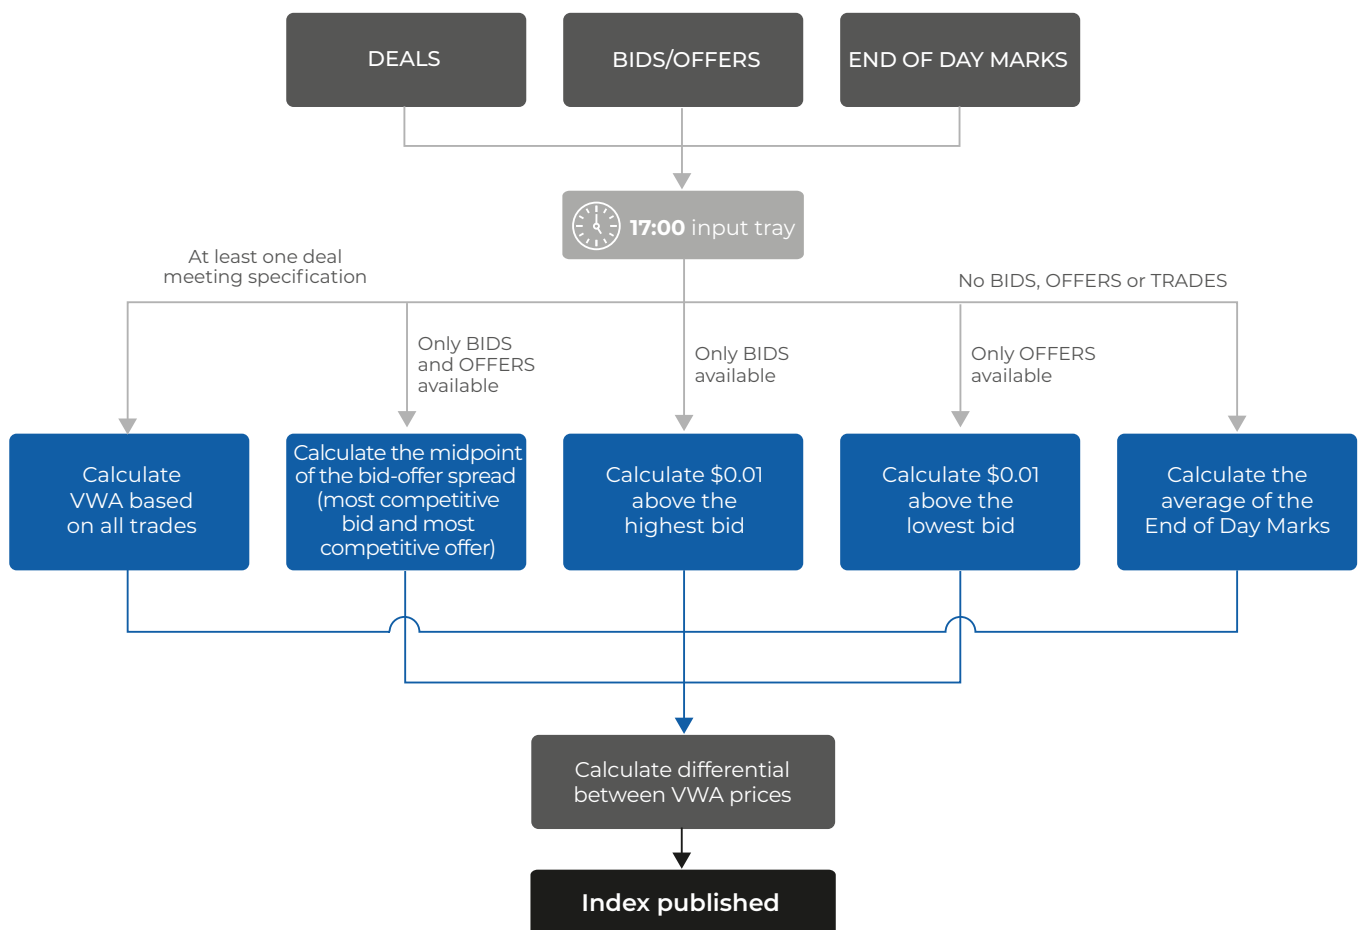 DEALS
BIDS/OFFERS
END OF DAY MARKS
17:00 input tray
At least one deal
meeting specification
No BIDS, OFFERS or TRADES
Only BIDS
and OFFERS
available
Only BIDS
available
Only OFFERS
available
Calculate
VWA based
on all trades
Calculate the midpoint
of the bid-offer spread
(most competitive
bid and most
competitive offer)
Calculate $0.01
above the
highest bid
Calculate $0.01
above the
lowest bid
Calculate the
average of the
End of Day Marks
Calculate differential
between VWA prices
Index published